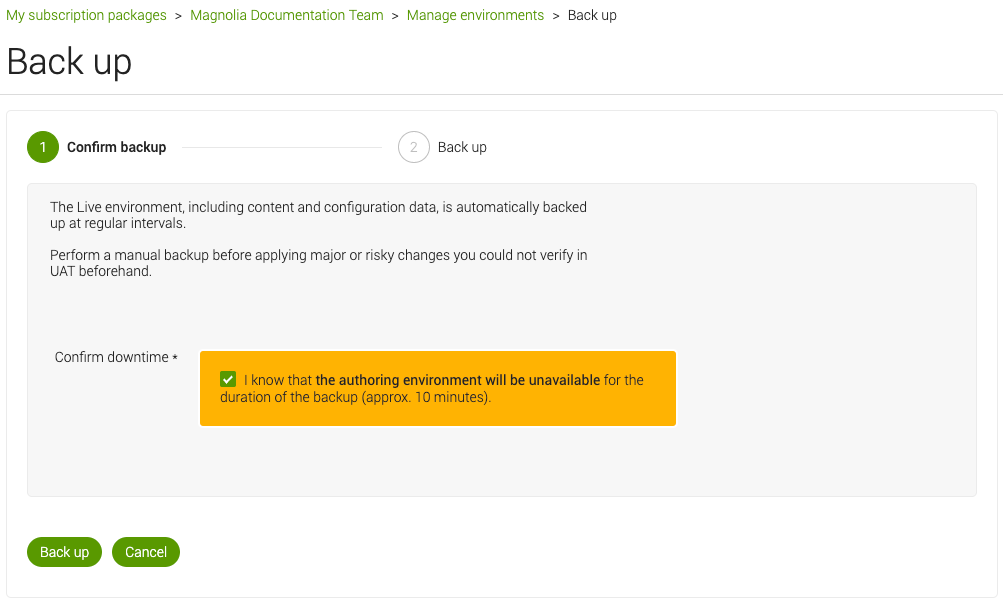 My subscription packages > Magnolia Documentation Team > Manage environments > Back up
Back up
1 Confirm backup 2 Back up
The Live environment, including content and configuration data, is automatically backed
up at regular intervals.
Perform a manual backup before applying major or risky changes you could not verify in
UAT beforehand.
Confirm downtime *
I know that the authoring environment will be unavailable for the
duration of the backup (approx. 10 minutes).
Back up Cancel